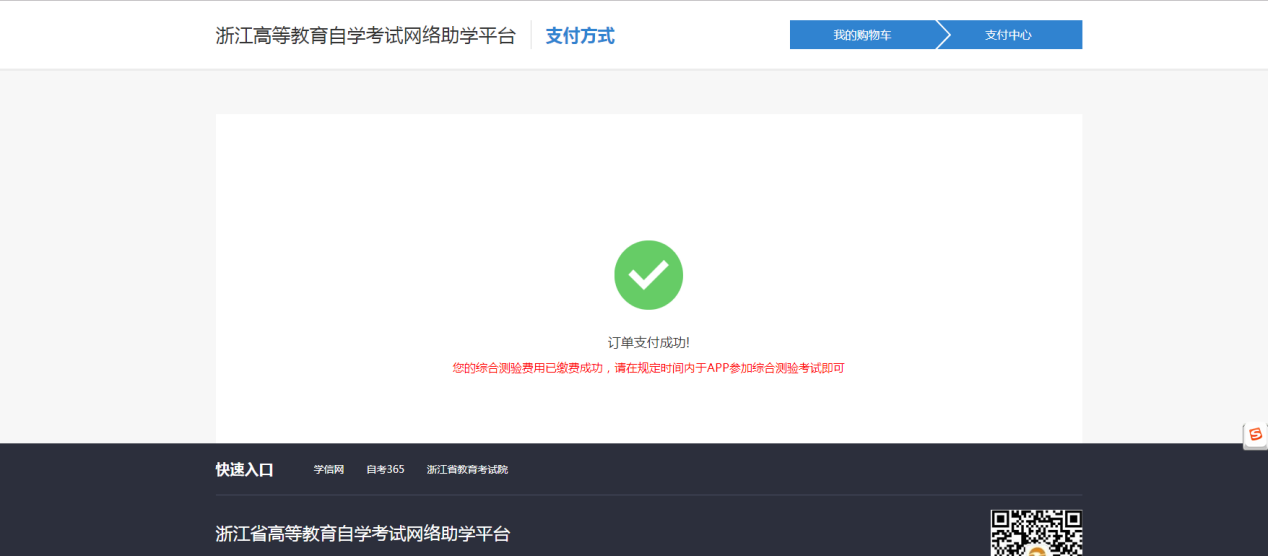 浙江高等教育自学考试网络助学平台 支付方式 我的购物车 支付中心
订单支付成功!
您的综合测验费用已缴费成功，请在规定时间内于APP参加综合测验考试即可
快速入口 学信网 自考365 浙江省教育考试院
浙江省高等教育自学考试网络助学平台